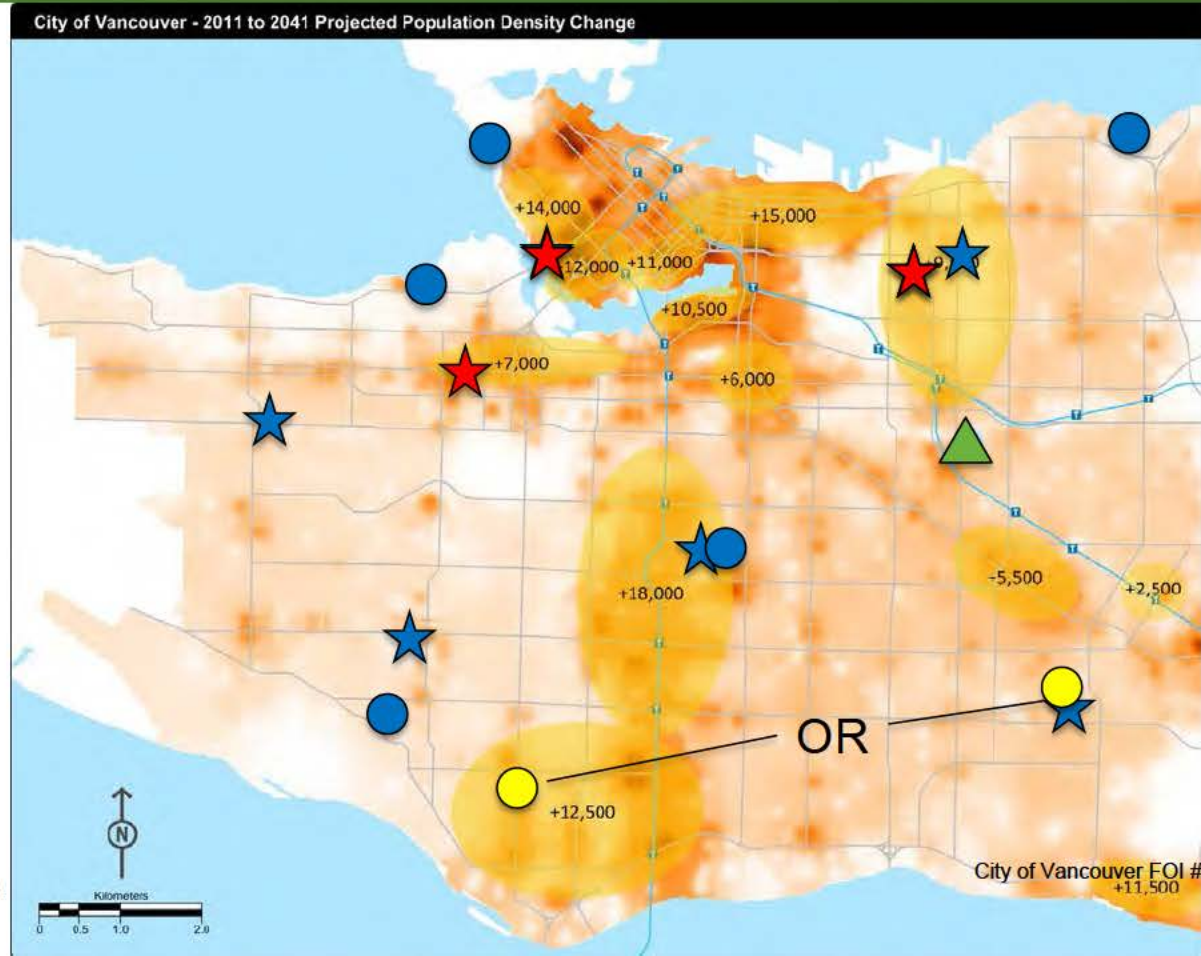 City of Vancouver - 2011 to 2041 Projected Population Density Change
+14,000
+15,000
12,000
+11,000
+10,500
+7,000
+6,000
+18,000
-5,500
+2,500
OR
+12,500
N
City of Vancouver FOI #
+11,500
Kilometers
0 0.5 1.0 2.0